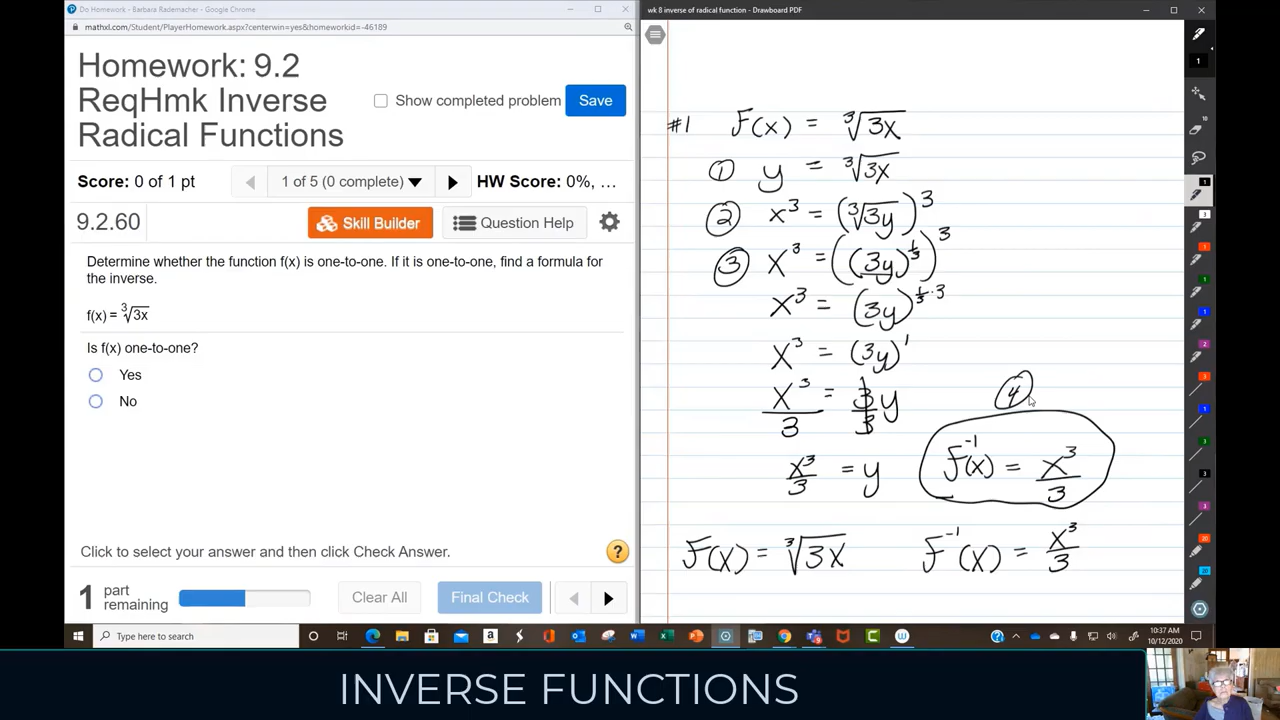 Do Homework - Barbara Rademacher - Google Chrome
mathxl.com/Student/PlayerHomework.aspx?centerwin=yes&homeworkid=-46189
Homework: 9.2
ReqHmk Inverse
Radical Functions
Show completed problem
Save
Score: 0 of 1 pt
1 of 5 (0 complete)
HW Score: 0%, ...
9.2.60
Skill Builder
Question Help
Determine whether the function f(x) is one-to-one. If it is one-to-one, find a formula for
the inverse.
f(x) = ∛3x
Is f(x) one-to-one?
Yes
No
Click to select your answer and then click Check Answer.
?
1 part
remaining
Clear All
Final Check
wk 8 inverse of radical function - Drawboard PDF
#1 F(x) = ∛3x
① y = ∛3x
② x³ = (∛3y)³
③ x³ = ((3y)^1/3)³
x³ = (3y)^1/3·3
x³ = (3y)¹
x³/3 = 3/3 y
x³/3 = y
④
F⁻¹(x) = x³/3
F(x) = ∛3x F⁻¹(x) = x³/3
Type here to search
10:37 AM
10/12/2020
INVERSE FUNCTIONS